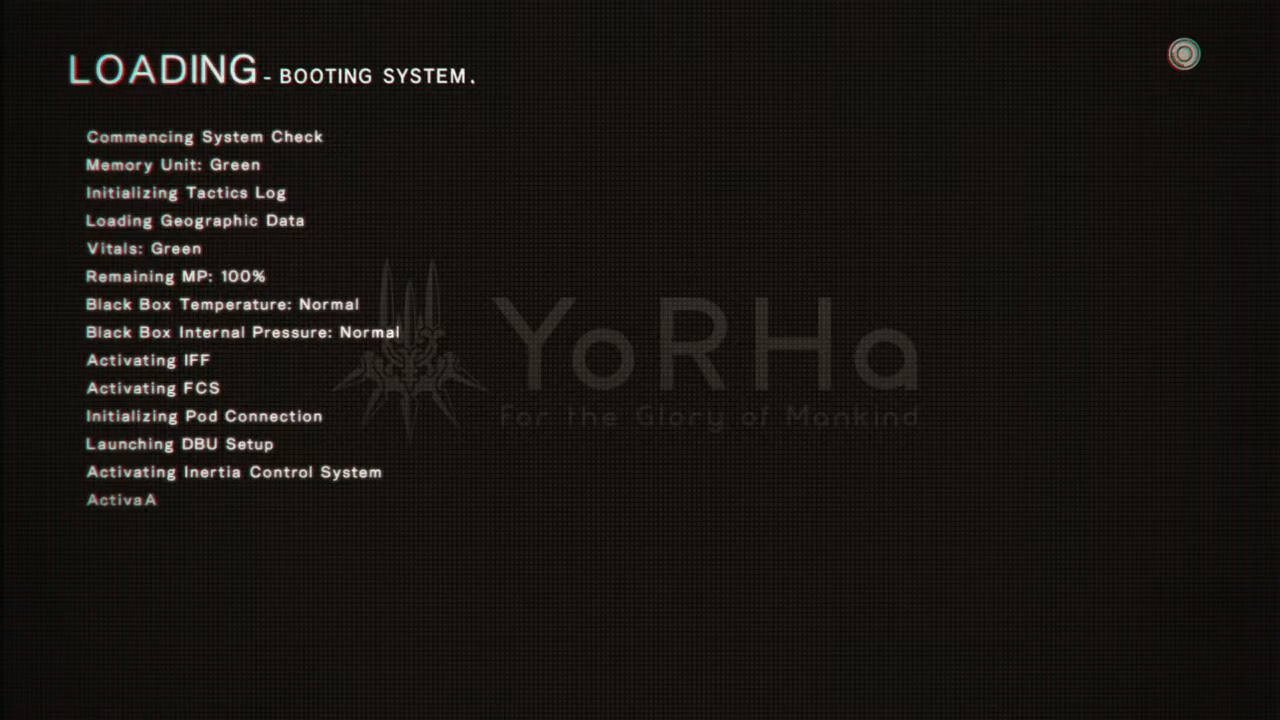 LOADING - BOOTING SYSTEM.
Commencing System Check
Memory Unit: Green
Initializing Tactics Log
Loading Geographic Data
Vitals: Green
Remaining MP: 100%
Black Box Temperature: Normal
Black Box Internal Pressure: Normal
Activating IFF
Activating FCS
Initializing Pod Connection
Launching DBU Setup
Activating Inertia Control System
ActivaA
YoRHa
For the Glory of Mankind